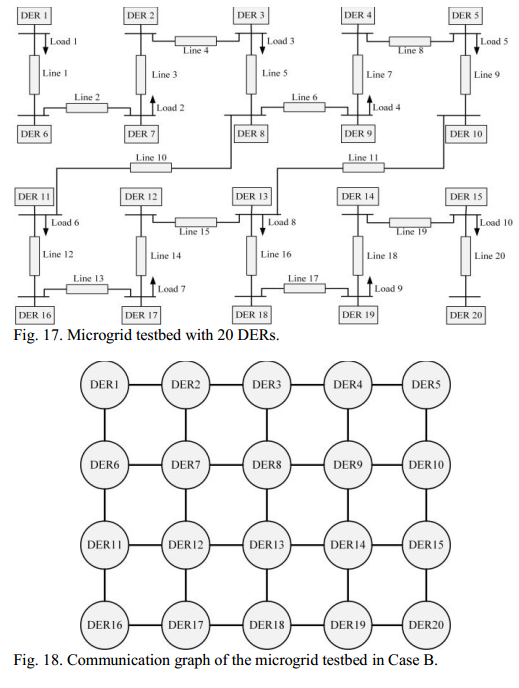 DER 1 DER 2 DER 3 DER 4 DER 5
Load 1 Line 4 Load 3 Line 8 Load 5
Line 1 Line 3 Line 5 Line 7 Line 9
Line 2 Load 2 Line 6 Load 4
DER 6 DER 7 DER 8 DER 9 DER 10
Line 10 Line 11
DER 11 DER 12 DER 13 DER 14 DER 15
Load 6 Line 15 Load 8 Line 19 Load 10
Line 12 Line 14 Line 16 Line 18 Line 20
Line 13 Load 7 Line 17 Load 9
DER 16 DER 17 DER 18 DER 19 DER 20
Fig. 17. Microgrid testbed with 20 DERs.
DER1 DER2 DER3 DER4 DER5
DER6 DER7 DER8 DER9 DER10
DER11 DER12 DER13 DER14 DER15
DER16 DER17 DER18 DER19 DER20
Fig. 18. Communication graph of the microgrid testbed in Case B.